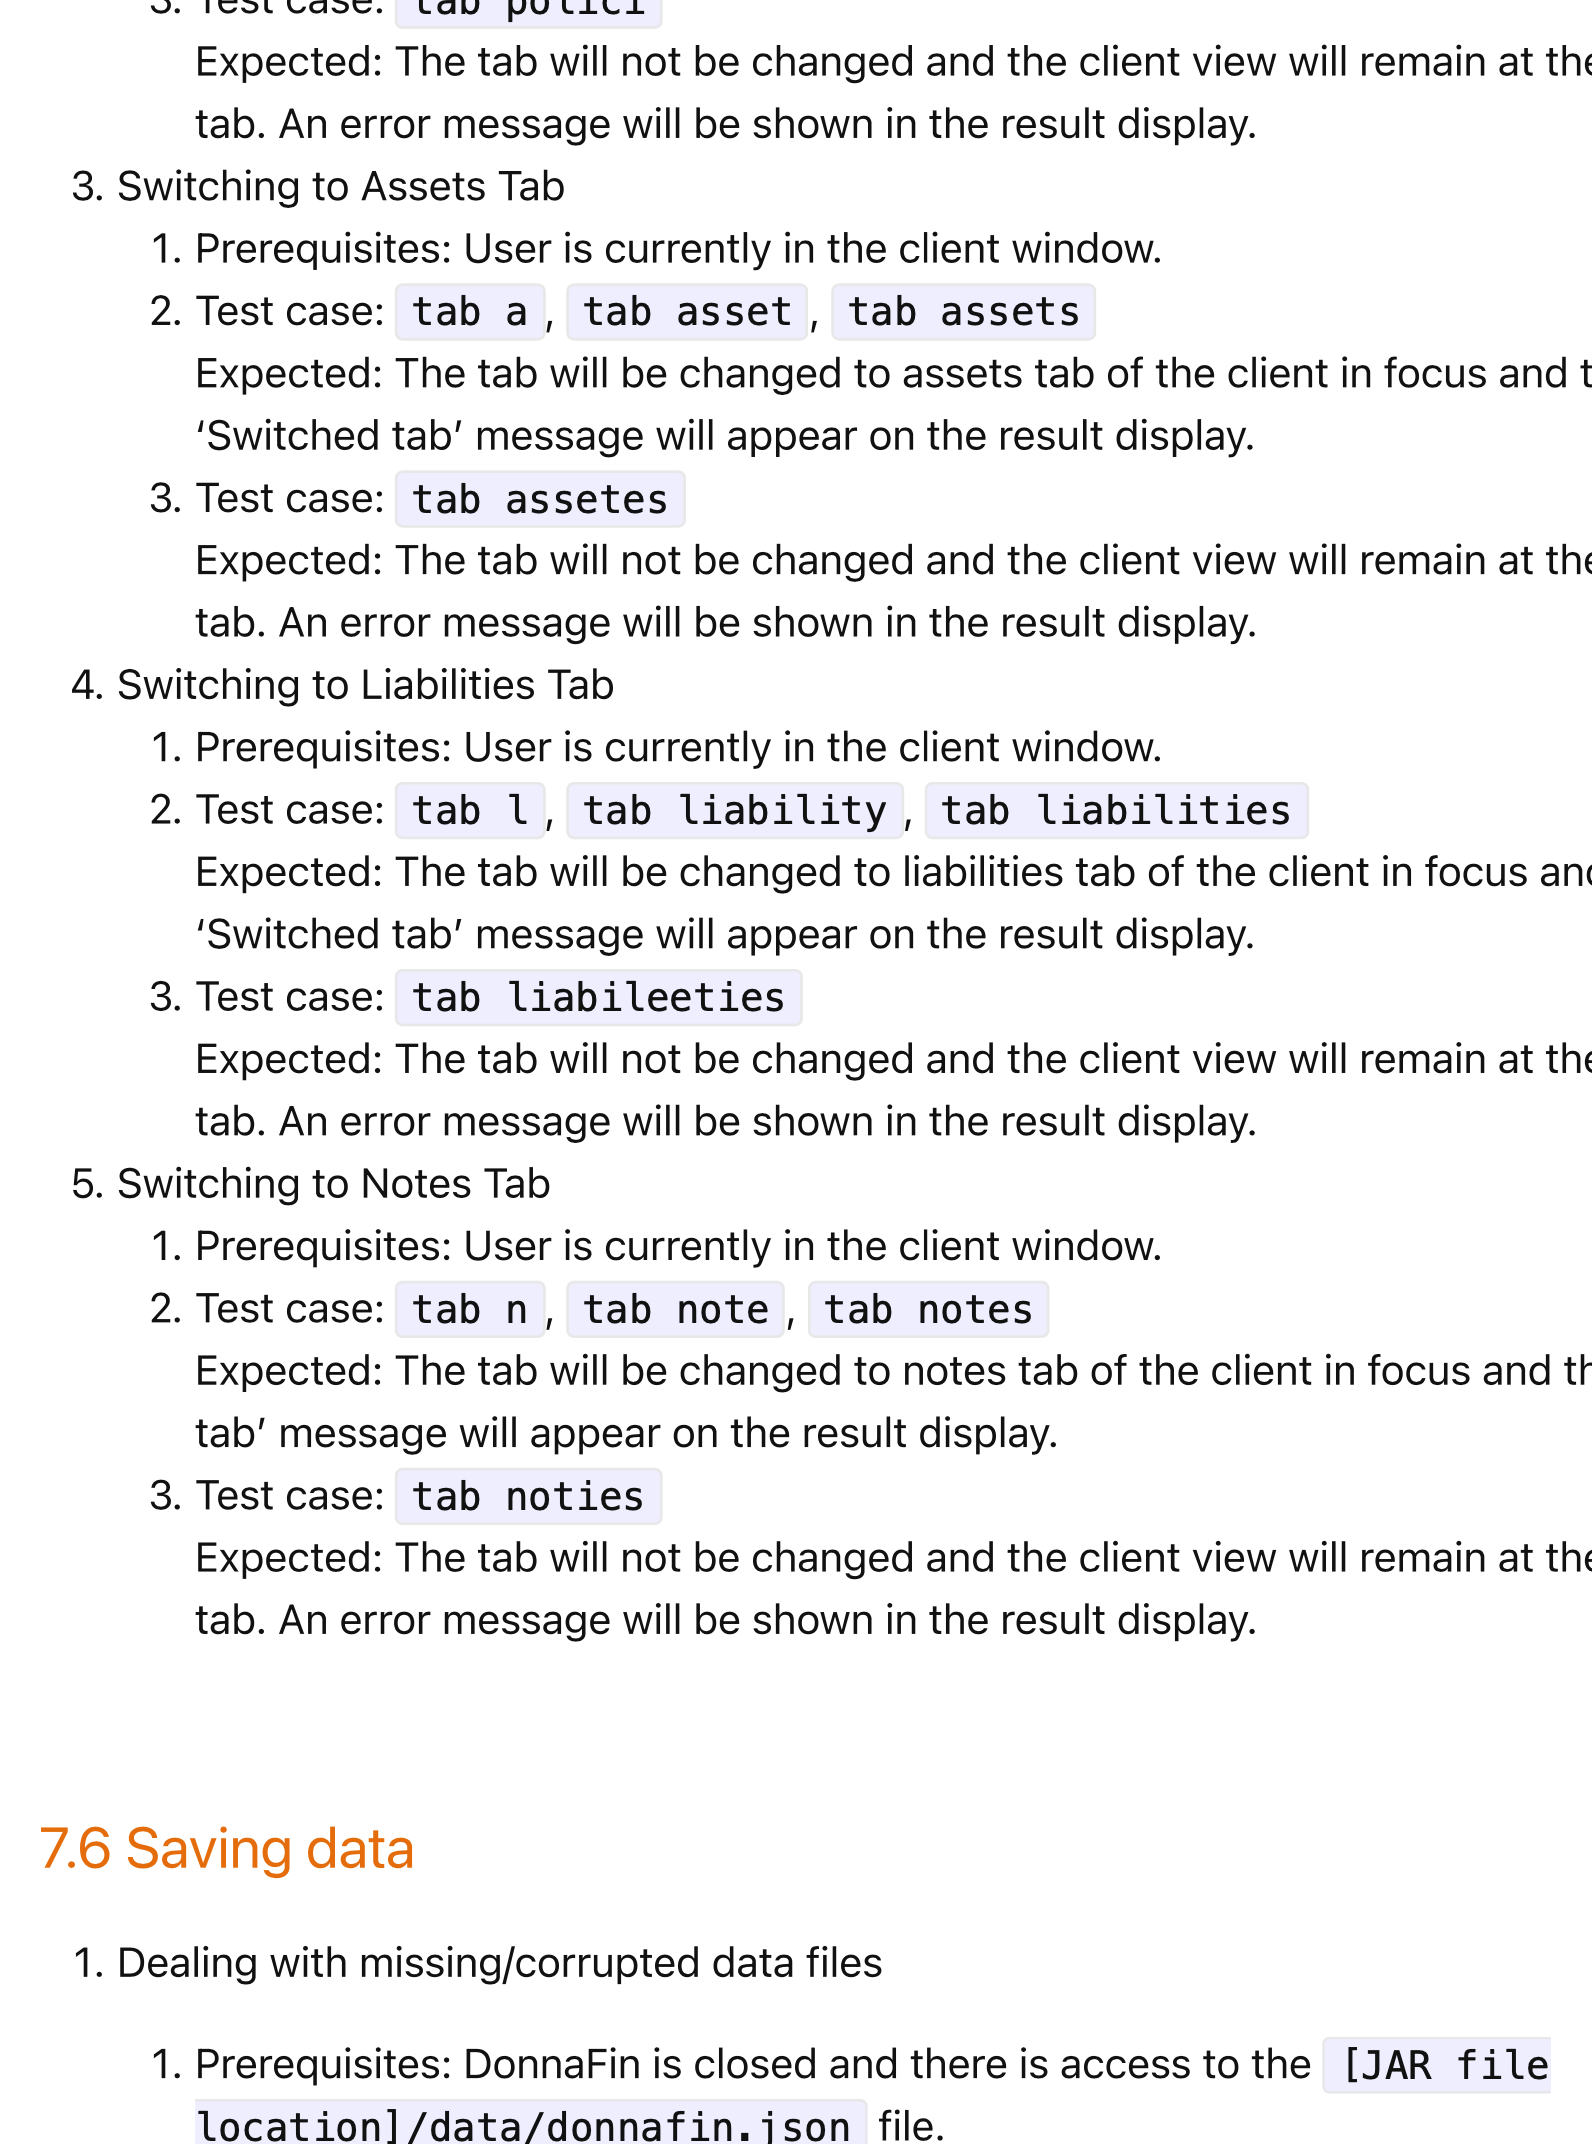 3. Test case: tab polici
Expected: The tab will not be changed and the client view will remain at the
tab. An error message will be shown in the result display.
3. Switching to Assets Tab
1. Prerequisites: User is currently in the client window.
2. Test case: tab a, tab asset, tab assets
Expected: The tab will be changed to assets tab of the client in focus and
‘Switched tab’ message will appear on the result display.
3. Test case: tab assetes
Expected: The tab will not be changed and the client view will remain at the
tab. An error message will be shown in the result display.
4. Switching to Liabilities Tab
1. Prerequisites: User is currently in the client window.
2. Test case: tab l, tab liability, tab liabilities
Expected: The tab will be changed to liabilities tab of the client in focus and
‘Switched tab’ message will appear on the result display.
3. Test case: tab liabileeties
Expected: The tab will not be changed and the client view will remain at the
tab. An error message will be shown in the result display.
5. Switching to Notes Tab
1. Prerequisites: User is currently in the client window.
2. Test case: tab n, tab note, tab notes
Expected: The tab will be changed to notes tab of the client in focus and
tab’ message will appear on the result display.
3. Test case: tab noties
Expected: The tab will not be changed and the client view will remain at the
tab. An error message will be shown in the result display.
7.6 Saving data
1. Dealing with missing/corrupted data files
1. Prerequisites: DonnaFin is closed and there is access to the [JAR file
location]/data/donnafin.json file.